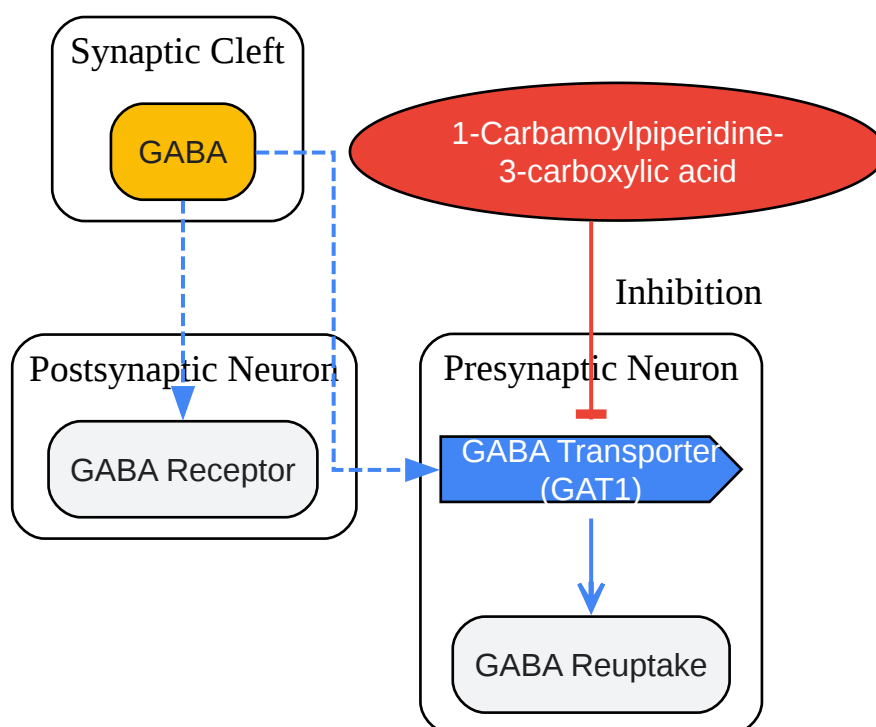 Synaptic Cleft
GABA
1-Carbamoylpiperidine-
3-carboxylic acid
Inhibition
Postsynaptic Neuron
GABA Receptor
Presynaptic Neuron
GABA Transporter
(GAT1)
GABA Reuptake